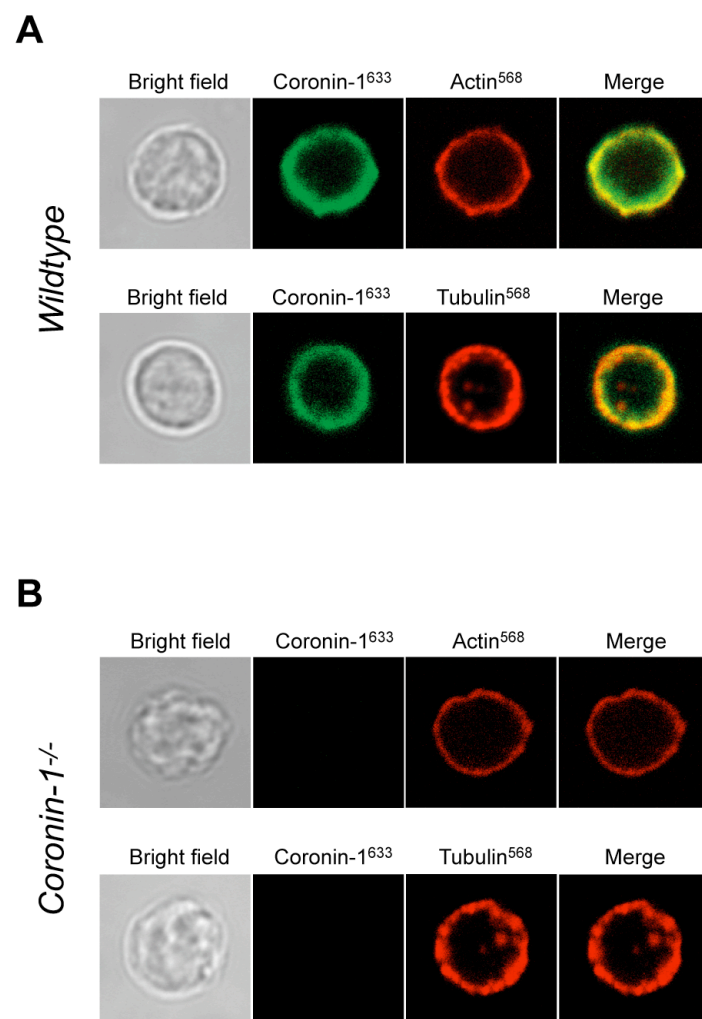 A
Wildtype
Bright field Coronin-1⁶³³ Actin⁵⁶⁸ Merge
Bright field Coronin-1⁶³³ Tubulin⁵⁶⁸ Merge
B
Coronin-1-/-
Bright field Coronin-1⁶³³ Actin⁵⁶⁸ Merge
Bright field Coronin-1⁶³³ Tubulin⁵⁶⁸ Merge